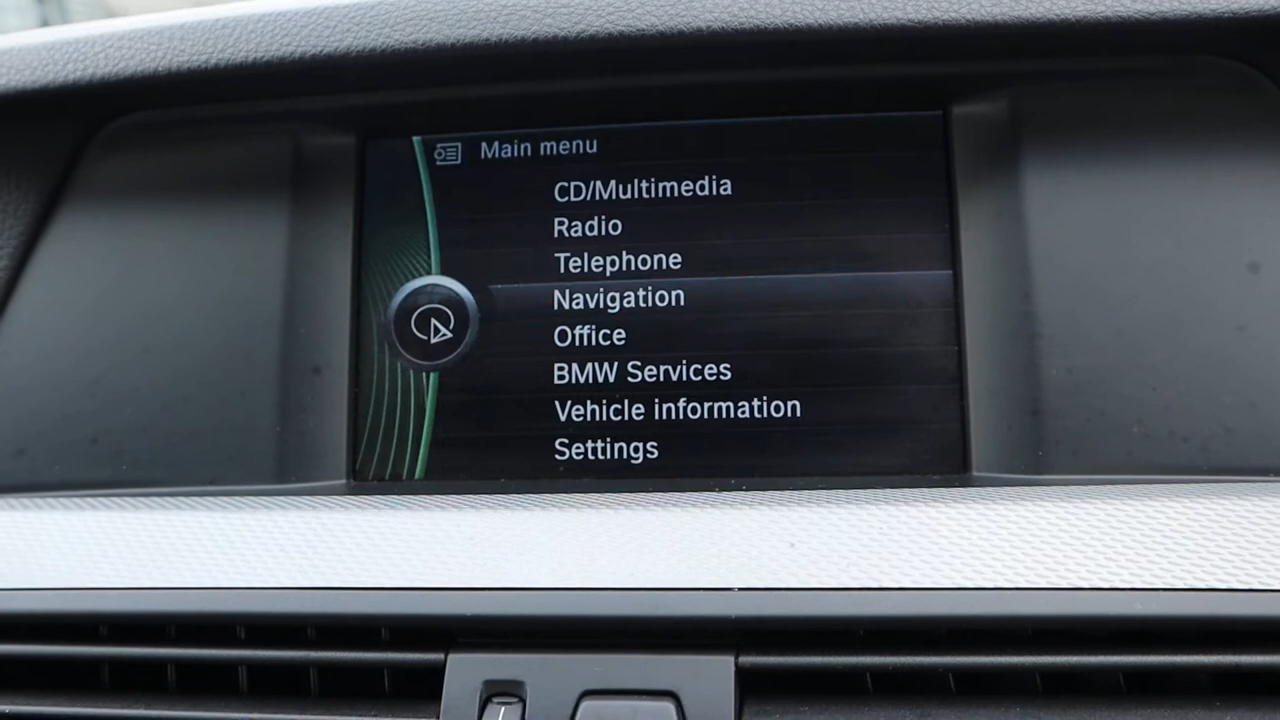 Main menu
CD/Multimedia
Radio
Telephone
Navigation
Office
BMW Services
Vehicle information
Settings